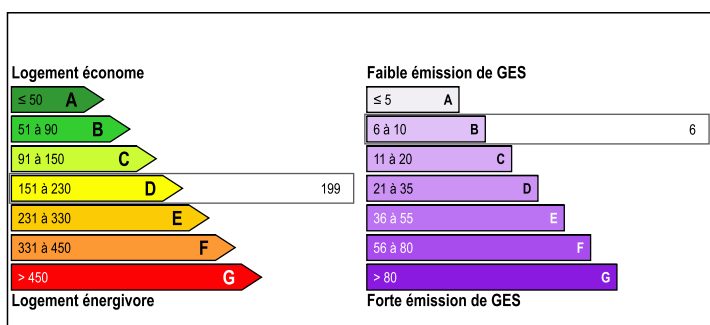 Logement économe
≤ 50 A
51 à 90 B
91 à 150 C
151 à 230 D 199
231 à 330 E
331 à 450 F
> 450 G
Logement énergivore
Faible émission de GES
≤ 5 A
6 à 10 B 6
11 à 20 C
21 à 35 D
36 à 55 E
56 à 80 F
> 80 G
Forte émission de GES